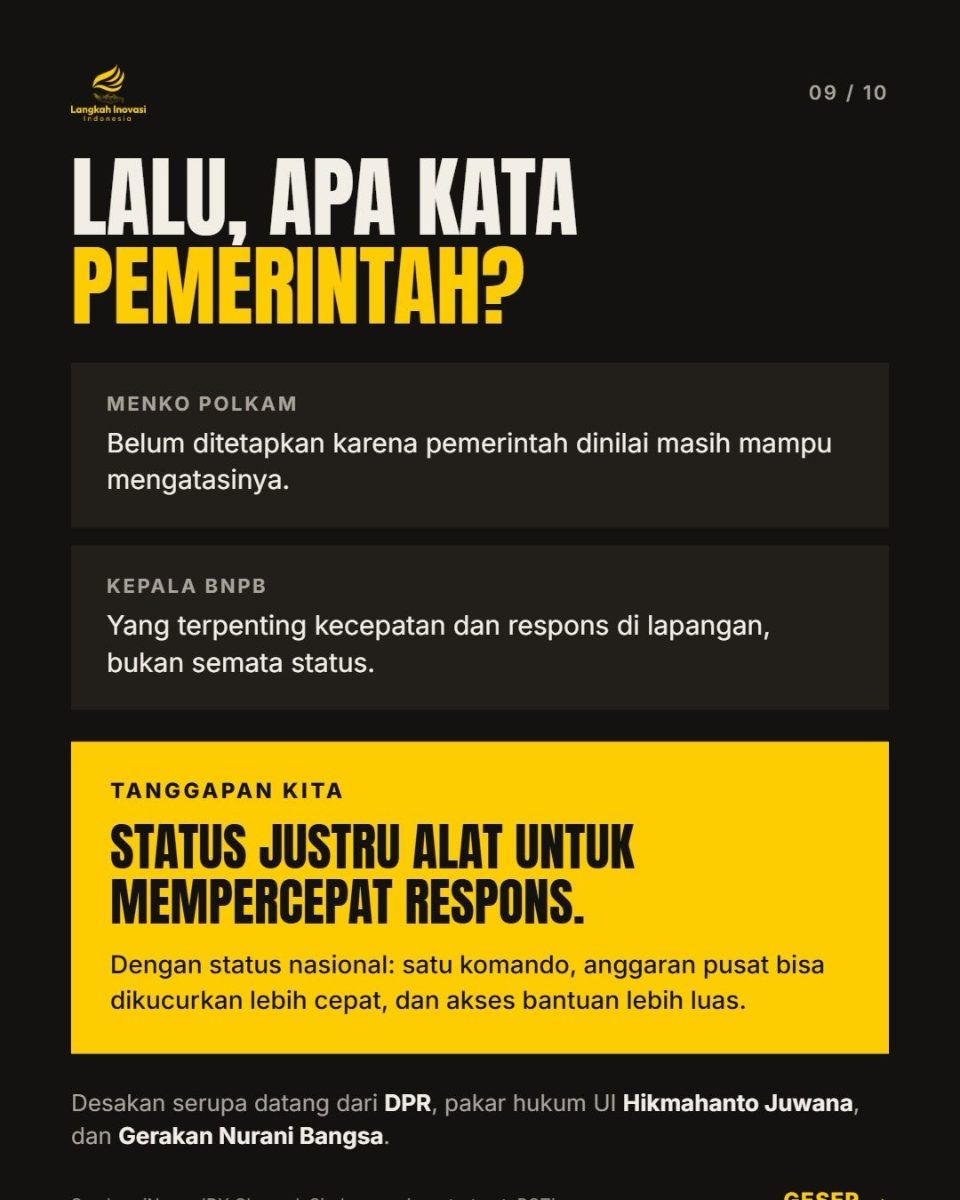 Langkah Inovasi
Indonesia
09 / 10
LALU, APA KATA
PEMERINTAH?
MENKO POLKAM
Belum ditetapkan karena pemerintah dinilai masih mampu
mengatasinya.
KEPALA BNPB
Yang terpenting kecepatan dan respons di lapangan,
bukan semata status.
TANGGAPAN KITA
STATUS JUSTRU ALAT UNTUK
MEMPERCEPAT RESPONS.
Dengan status nasional: satu komando, anggaran pusat bisa
dikucurkan lebih cepat, dan akses bantuan lebih luas.
Desakan serupa datang dari DPR, pakar hukum UI Hikmahanto Juwana,
dan Gerakan Nurani Bangsa.
GESER